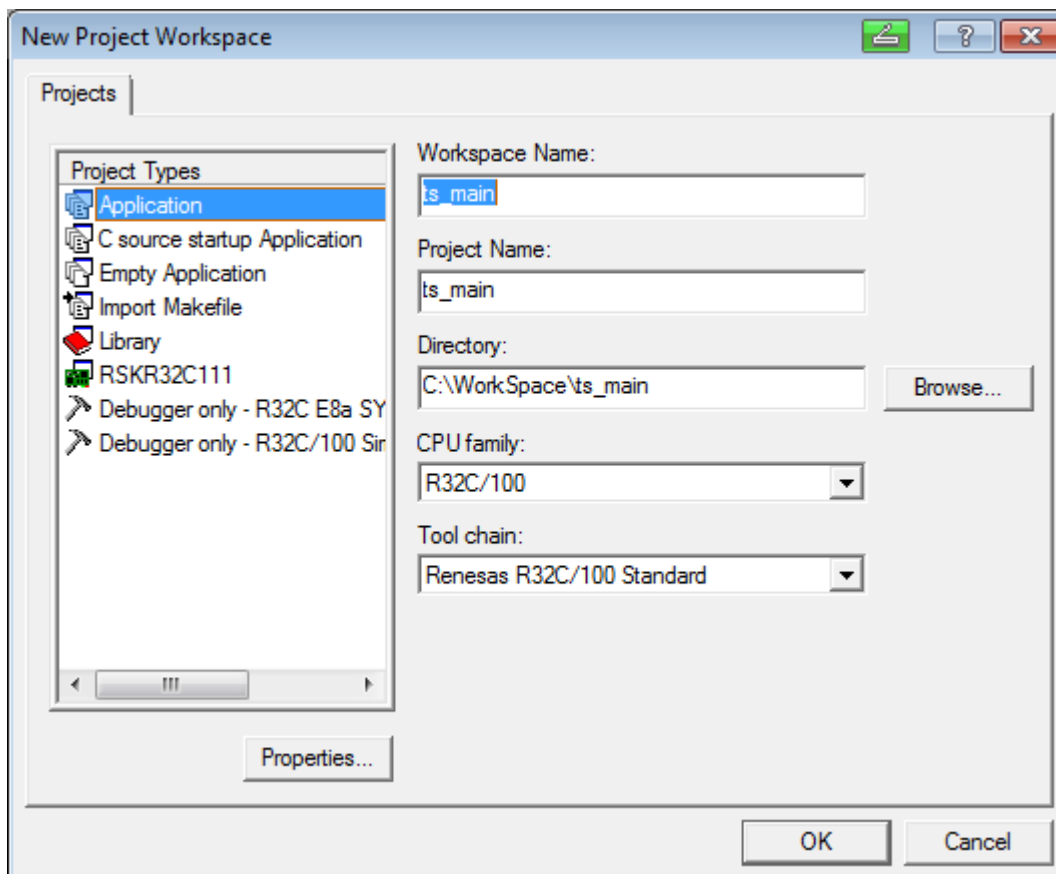 New Project Workspace
Projects
Project Types
Application
C source startup Application
Empty Application
Import Makefile
Library
RSKR32C111
Debugger only - R32C E8a SY
Debugger only - R32C/100 Sir
Properties...
Workspace Name:
ts_main
Project Name:
ts_main
Directory:
C:\WorkSpace\ts_main
Browse...
CPU family:
R32C/100
Tool chain:
Renesas R32C/100 Standard
OK
Cancel